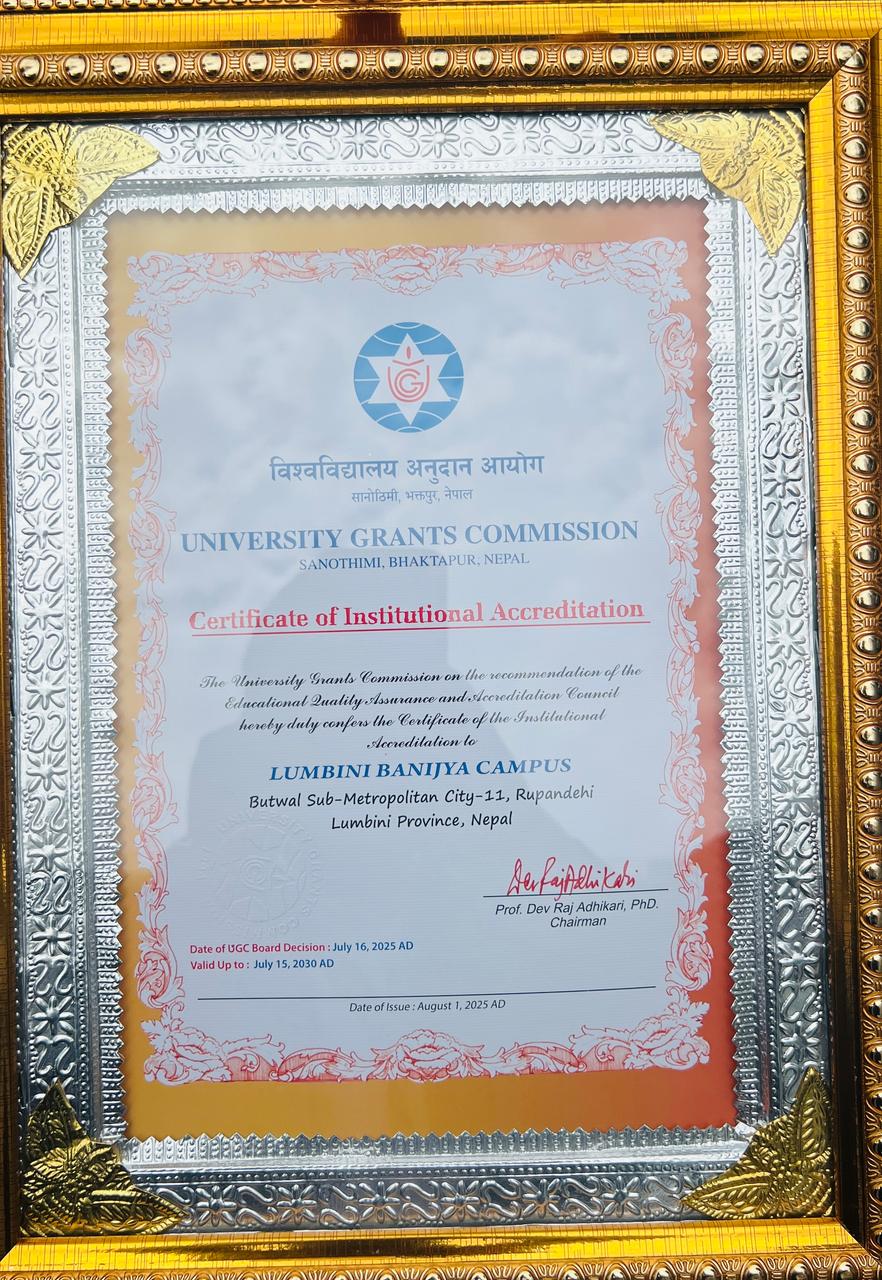 विश्वविद्यालय अनुदान आयोग
सानोठिमी, भक्तपुर, नेपाल
UNIVERSITY GRANTS COMMISSION
SANOTHIMI, BHAKTAPUR, NEPAL
Certificate of Institutional Accreditation
The University Grants Commission on the recommendation of the
Educational Quality Assurance and Accreditation Council
hereby duly confers the Certificate of the Institutional
Accreditation to
LUMBINI BANIJYA CAMPUS
Butwal Sub-Metropolitan City-11, Rupandehi
Lumbini Province, Nepal
Dev Raj Adhikari
Prof. Dev Raj Adhikari, PhD.
Chairman
Date of UGC Board Decision : July 16, 2025 AD
Valid Up to : July 15, 2030 AD
Date of Issue : August 1, 2025 AD